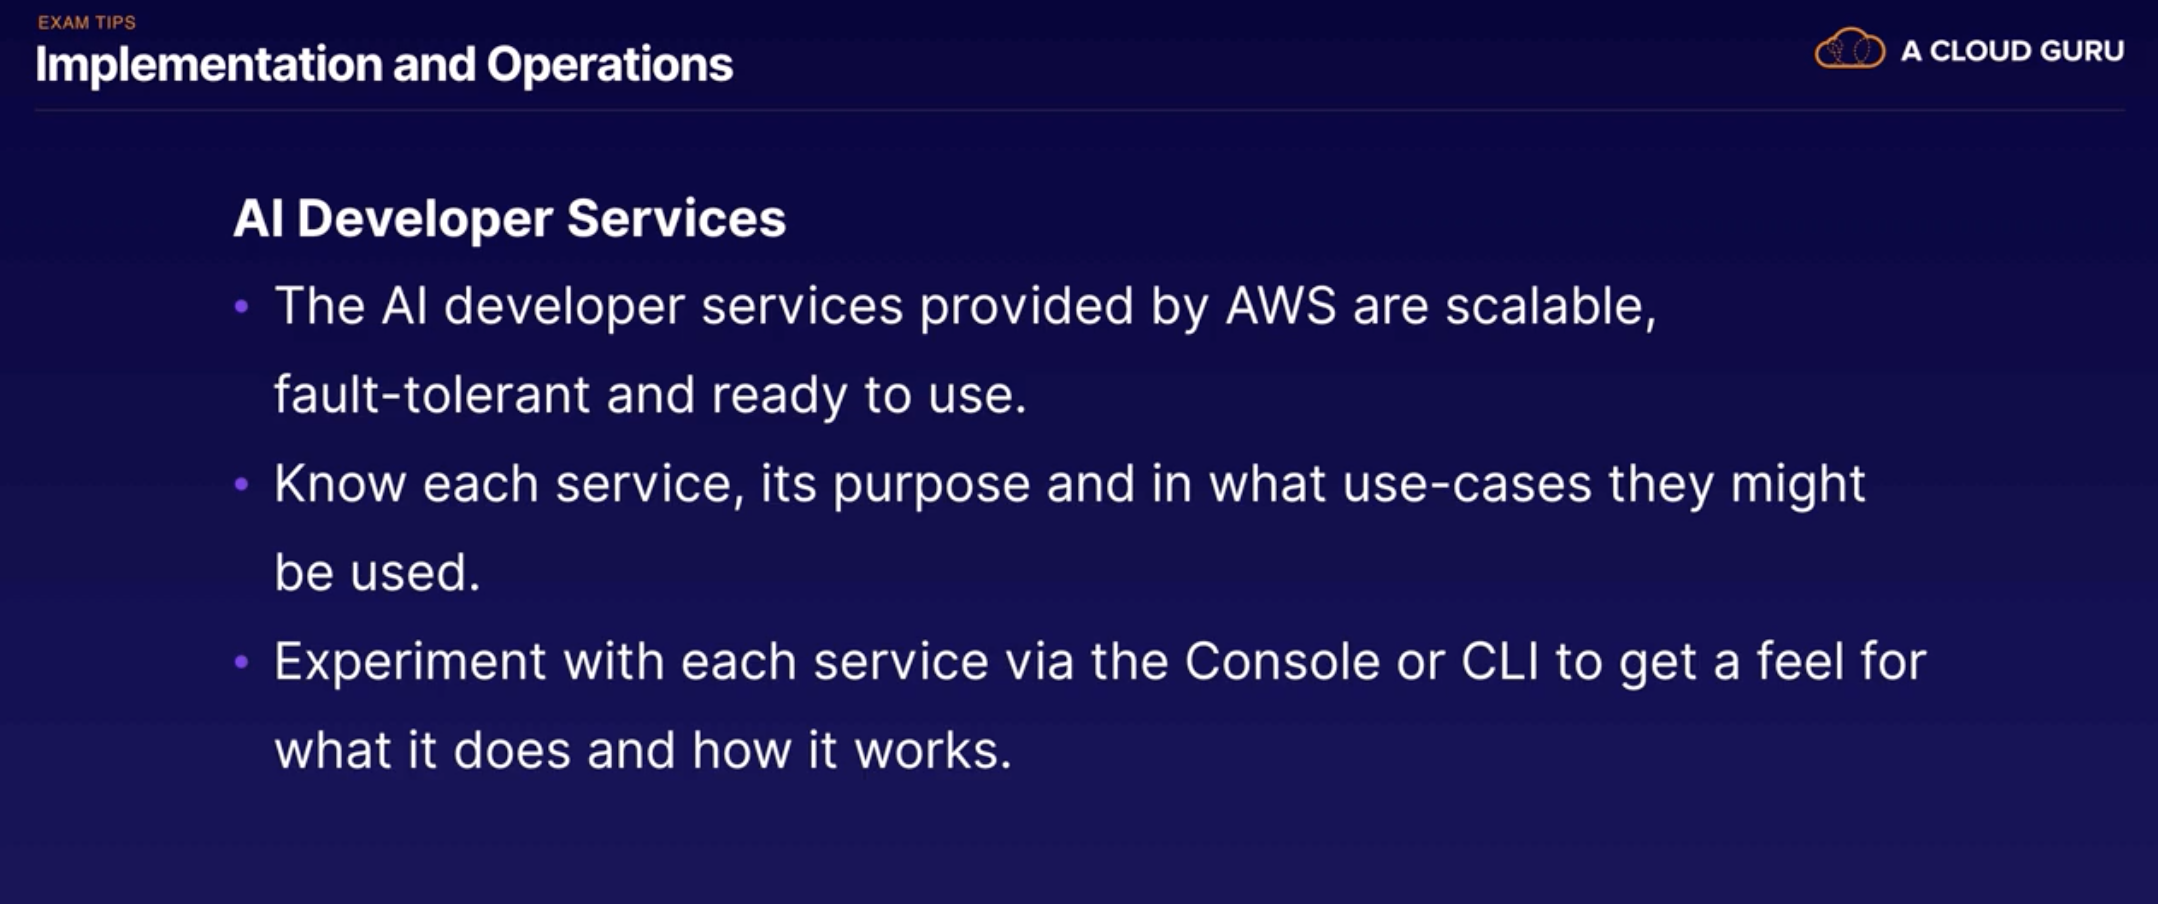 EXAM TIPS
Implementation and Operations
A CLOUD GURU
AI Developer Services
• The AI developer services provided by AWS are scalable,
fault-tolerant and ready to use.
• Know each service, its purpose and in what use-cases they might
be used.
• Experiment with each service via the Console or CLI to get a feel for
what it does and how it works.